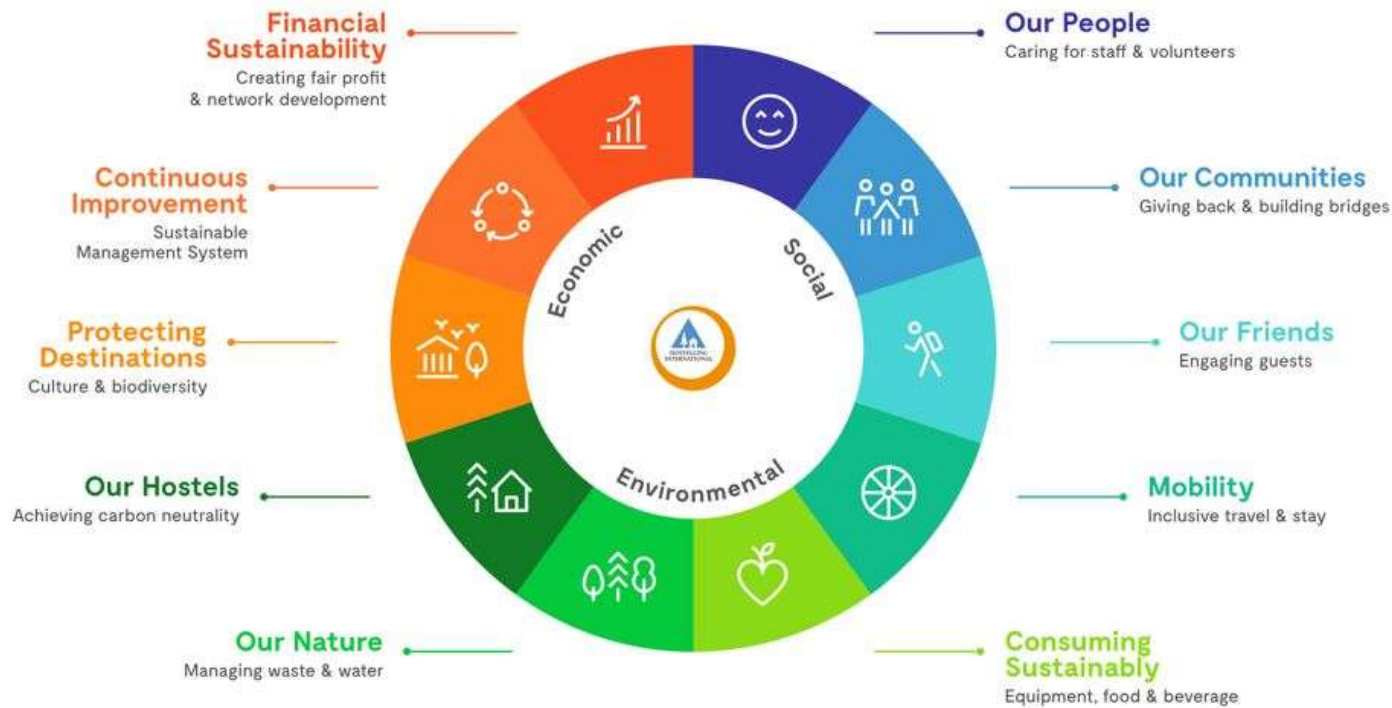 Financial
Sustainability
Creating fair profit
& network development
Our People
Caring for staff & volunteers
Continuous
Improvement
Sustainable
Management System
Our Communities
Giving back & building bridges
Economic
Social
Protecting
Destinations
Culture & biodiversity
HOSTELLING
INTERNATIONAL
Our Friends
Engaging guests
Our Hostels
Achieving carbon neutrality
Environmental
Mobility
Inclusive travel & stay
Our Nature
Managing waste & water
Consuming
Sustainably
Equipment, food & beverage